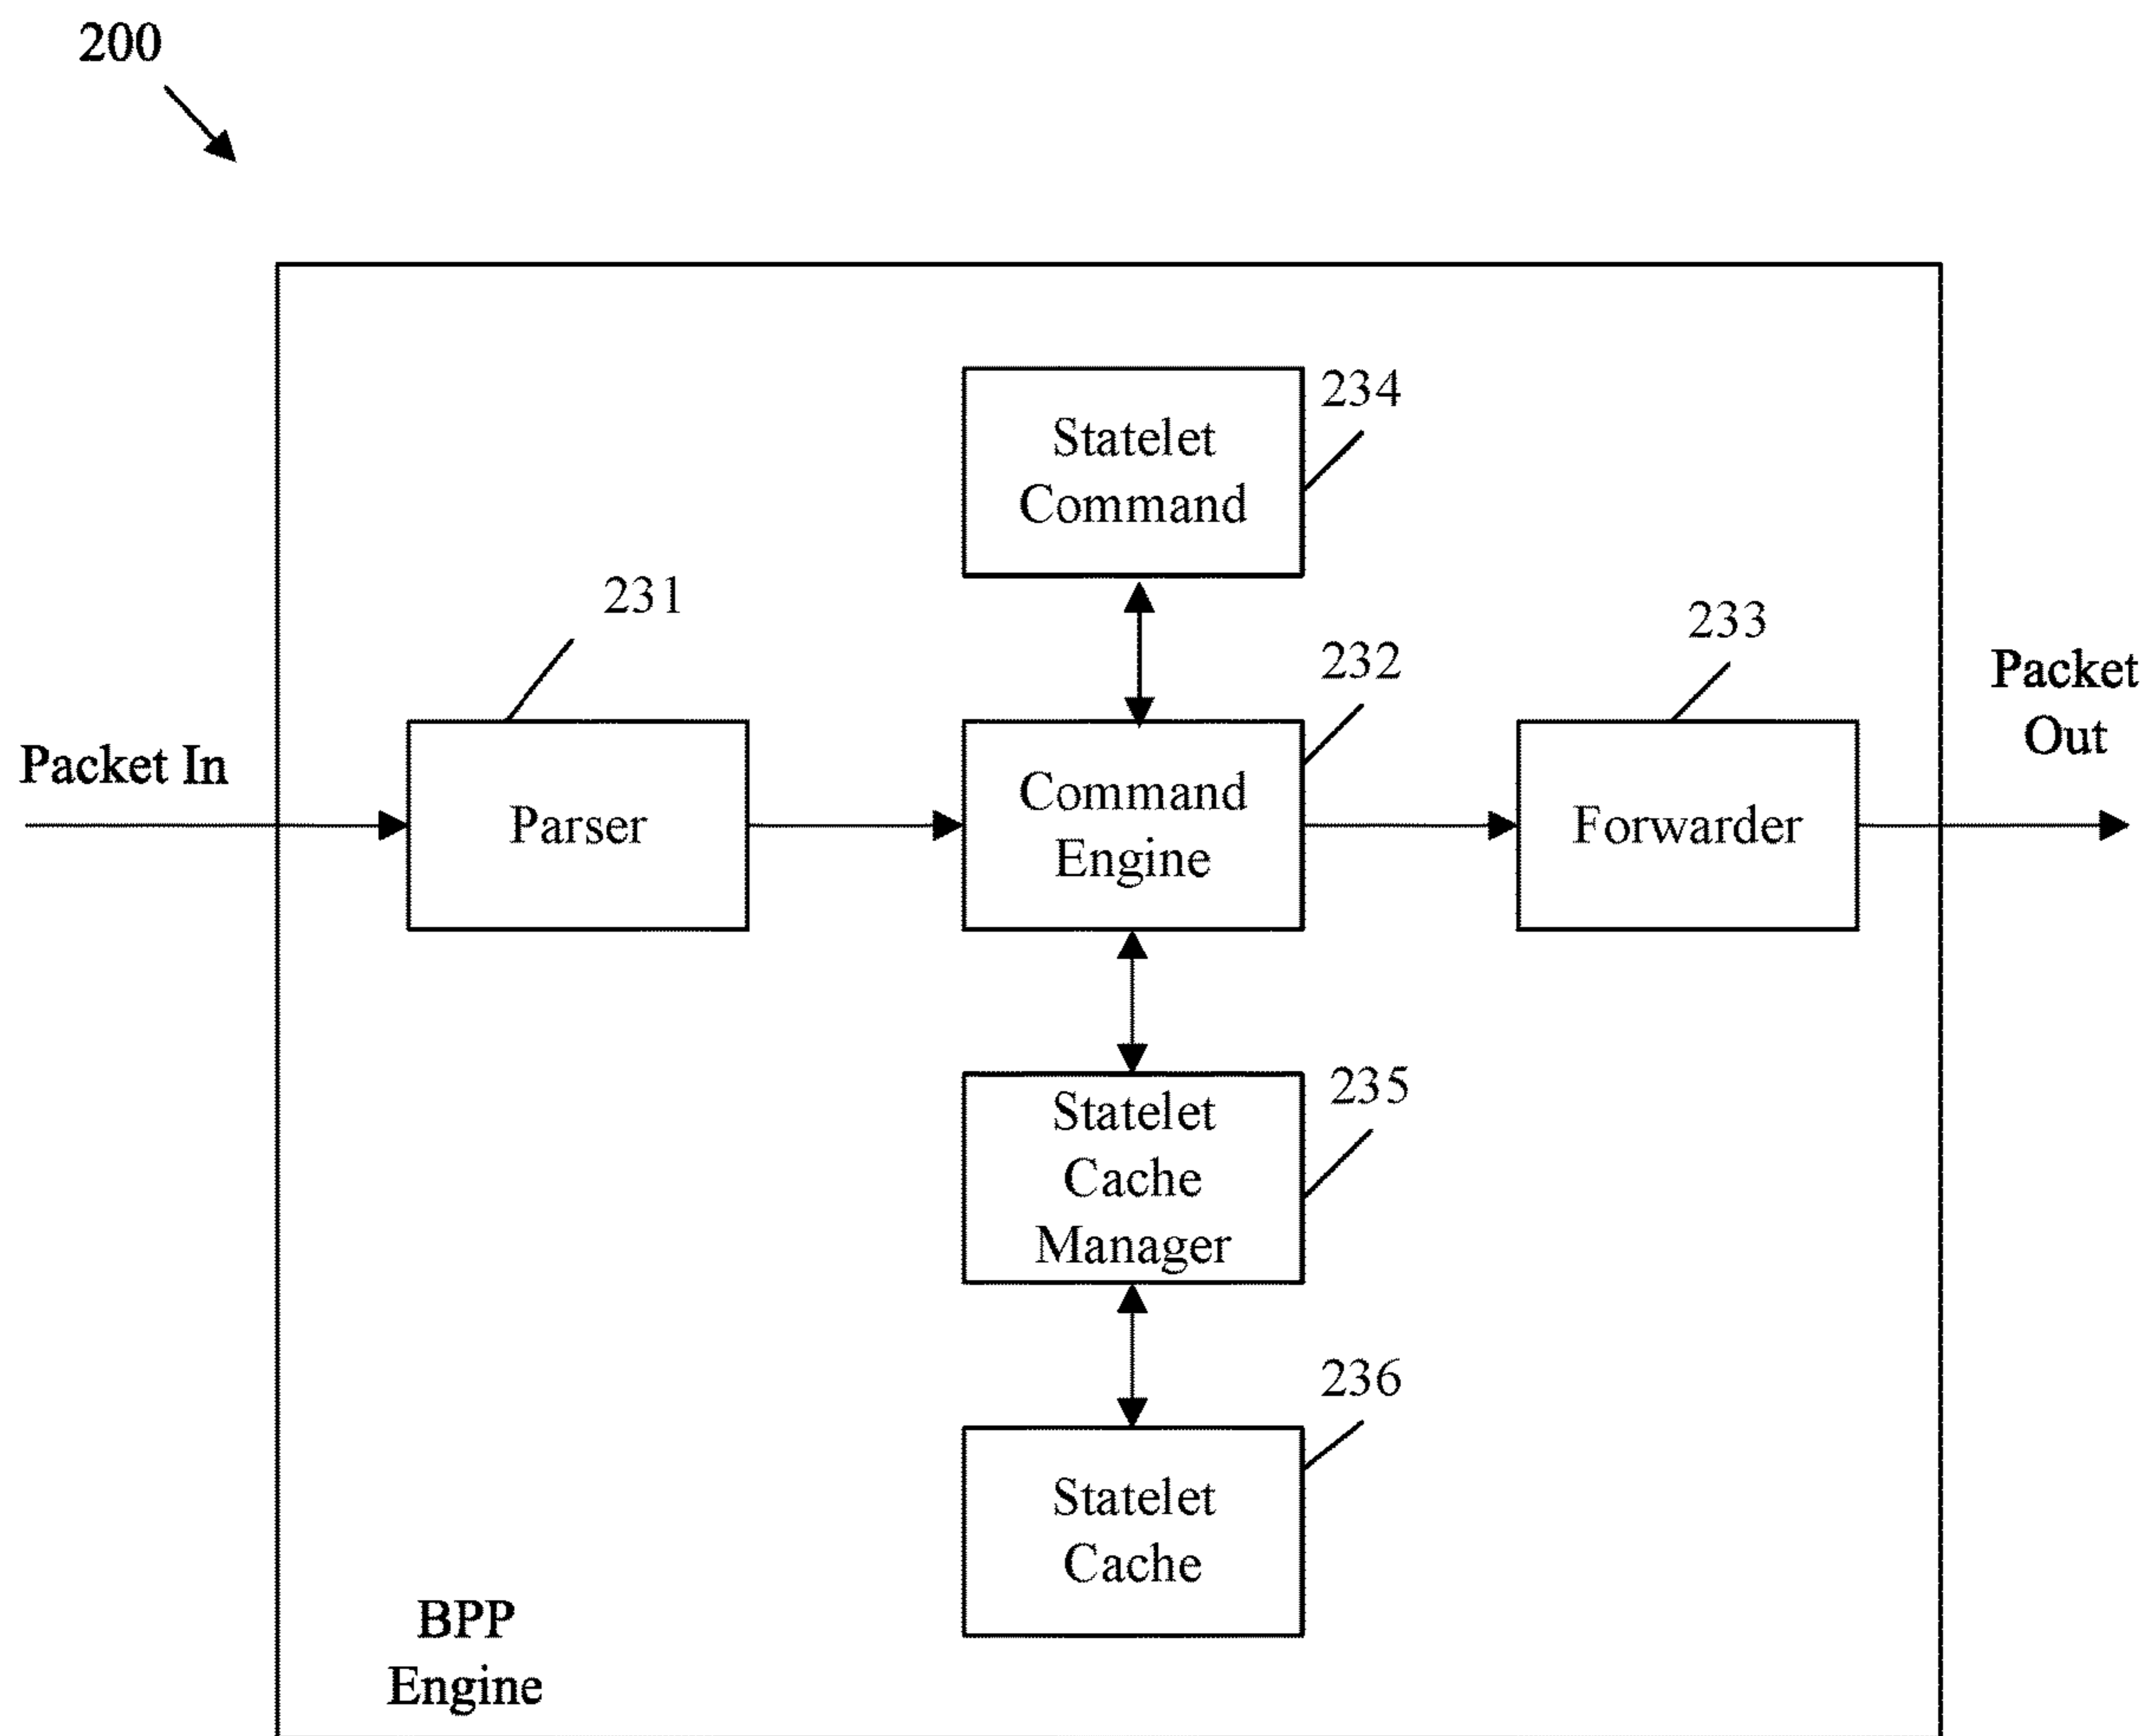 200
234
Statelet
Command
231
232
233
Packet
Out
Packet In
Parser
Command
Engine
Forwarder
235
Statelet
Cache
Manager
236
Statelet
Cache
BPP
Engine